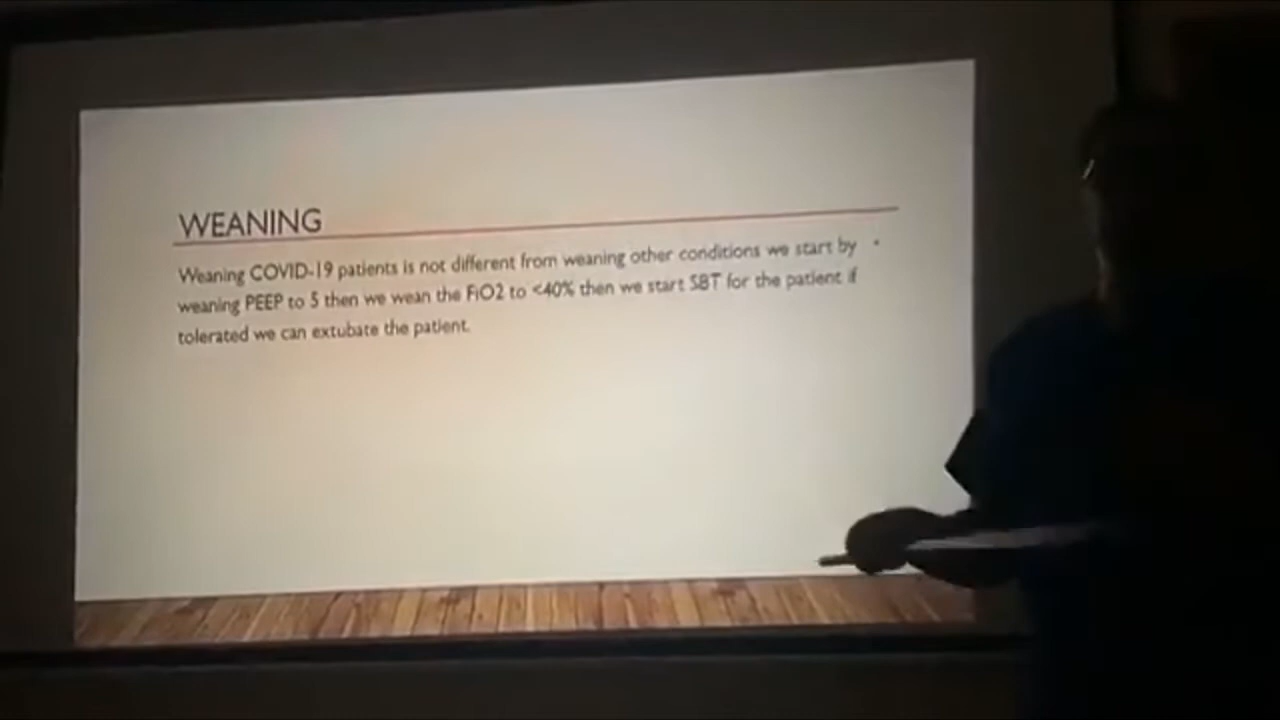 WEANING
Weaning COVID-19 patients is not different from weaning other conditions we start by •
weaning PEEP to 5 then we wean the FiO2 to <40% then we start SBT for the patient if
tolerated we can extubate the patient.